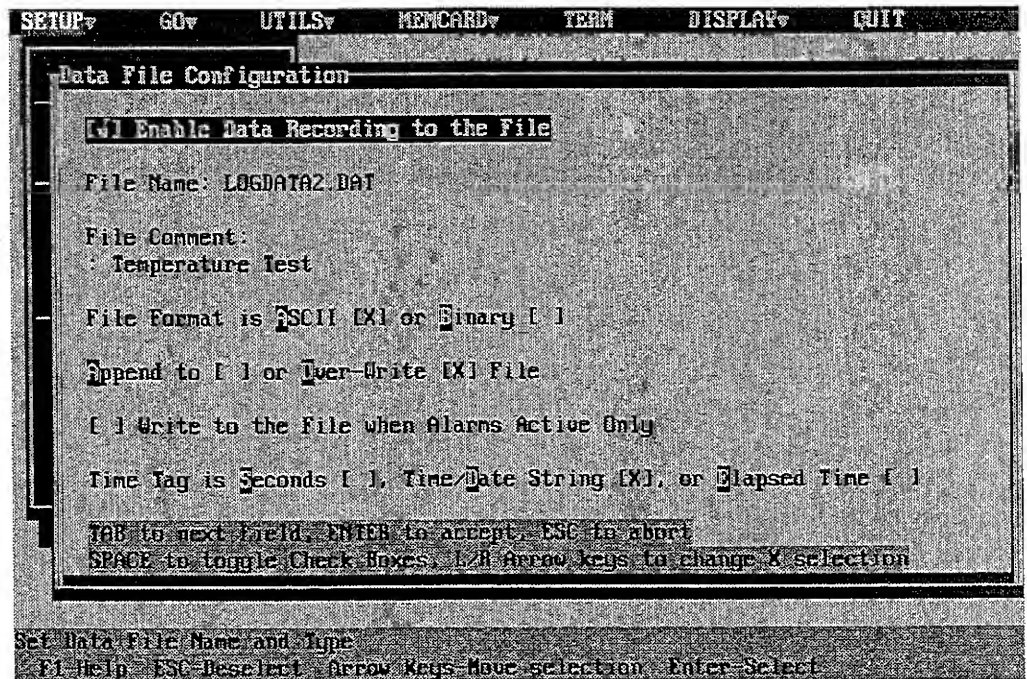 SETUP▾ GO▾ UTILS▾ MEMCARD▾ TERM DISPLAY▾ QUIT
Data File Configuration
[√] Enable Data Recording to the File
File Name: LOGDATA2.DAT
File Comment:
: Temperature Test
File Format is ASCII [X] or Binary [ ]
Append to [ ] or Over-Write [X] File
[ ] Write to the File when Alarms Active Only
Time Tag is Seconds [ ], Time/Date String [X], or Elapsed Time [ ]
TAB to next Field, ENTER to accept, ESC to abort
SPACE to toggle Check Boxes, L/R Arrow keys to change X selection
Set Data File Name and Type
F1-Help ESC-Deselect Arrow Keys-Move selection Enter-Select